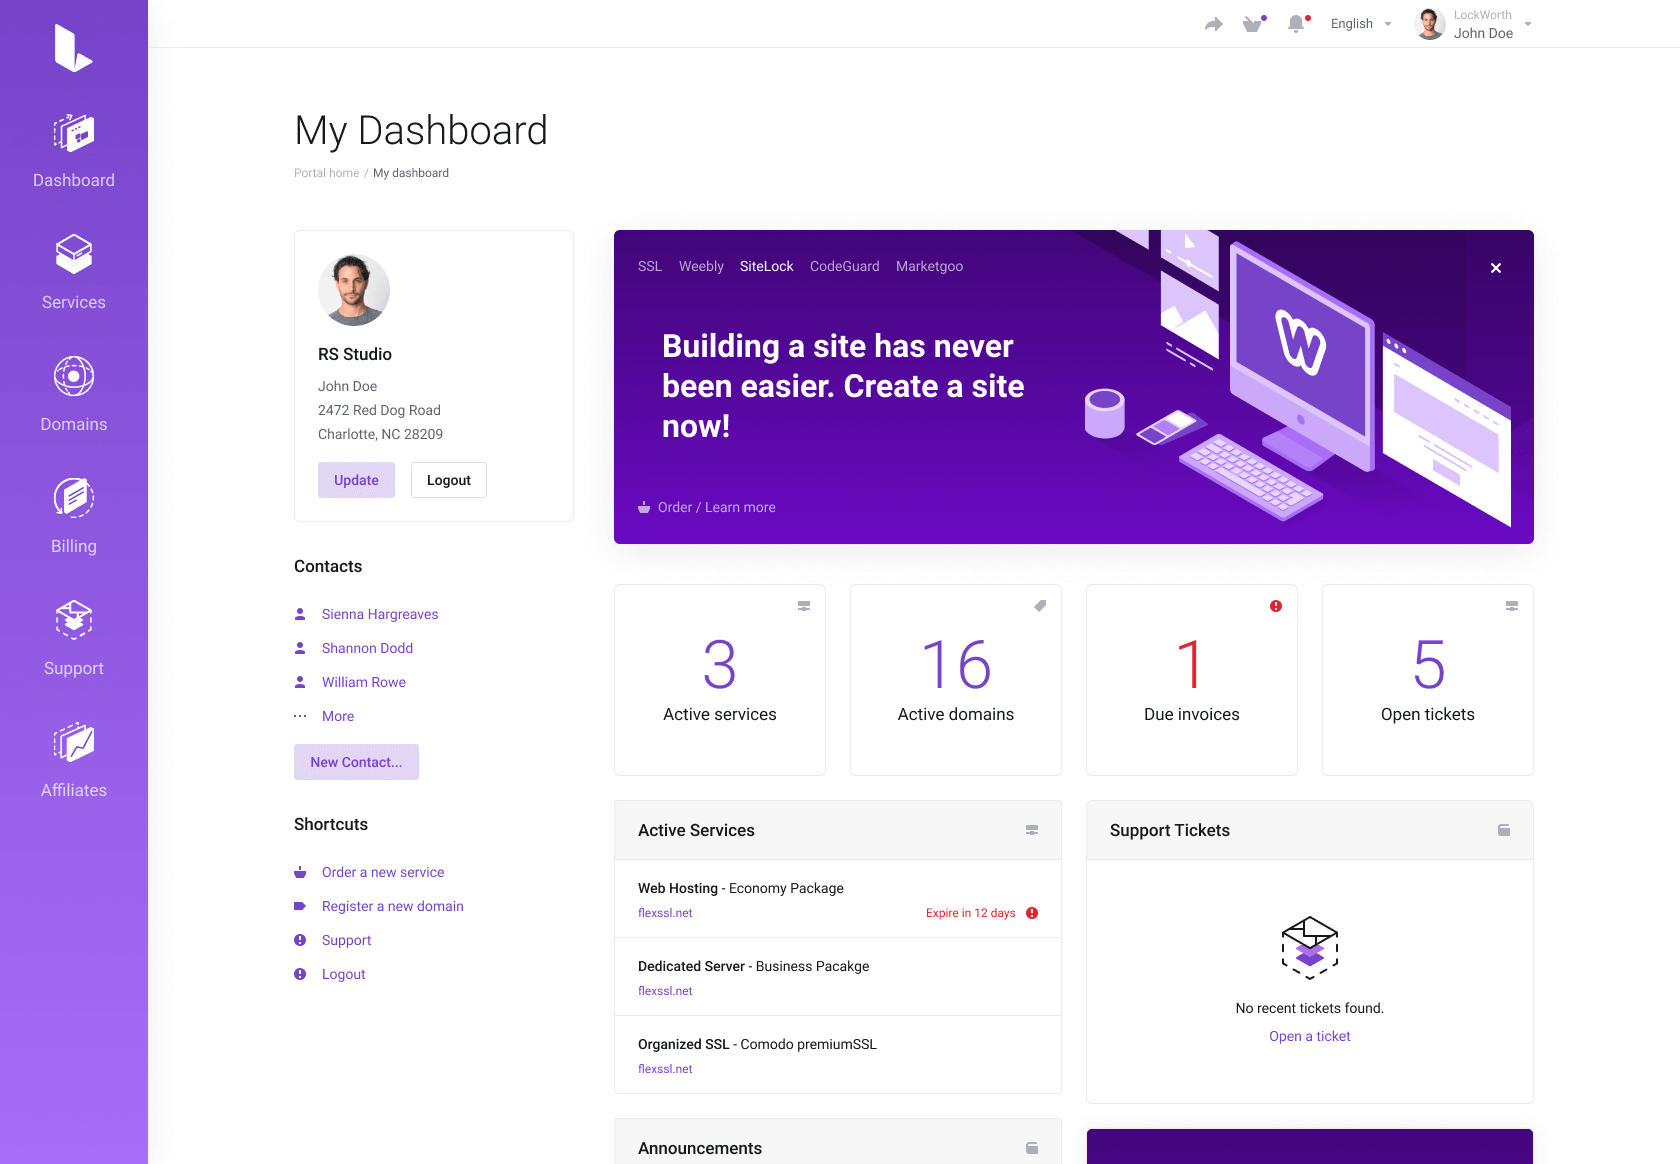 English
LockWorth
John Doe
Dashboard
Services
Domains
Billing
Support
Affiliates
My Dashboard
Portal home / My dashboard
RS Studio
John Doe
2472 Red Dog Road
Charlotte, NC 28209
Update
Logout
Contacts
Sienna Hargreaves
Shannon Dodd
William Rowe
More
New Contact...
Shortcuts
Order a new service
Register a new domain
Support
Logout
SSL Weebly SiteLock CodeGuard Marketgoo
Building a site has never
been easier. Create a site
now!
W
Order / Learn more
3
Active services
16
Active domains
1
Due invoices
5
Open tickets
Active Services
Web Hosting - Economy Package
flexssl.net
Expire in 12 days
Dedicated Server - Business Pacakge
flexssl.net
Organized SSL - Comodo premiumSSL
flexssl.net
Support Tickets
No recent tickets found.
Open a ticket
Announcements